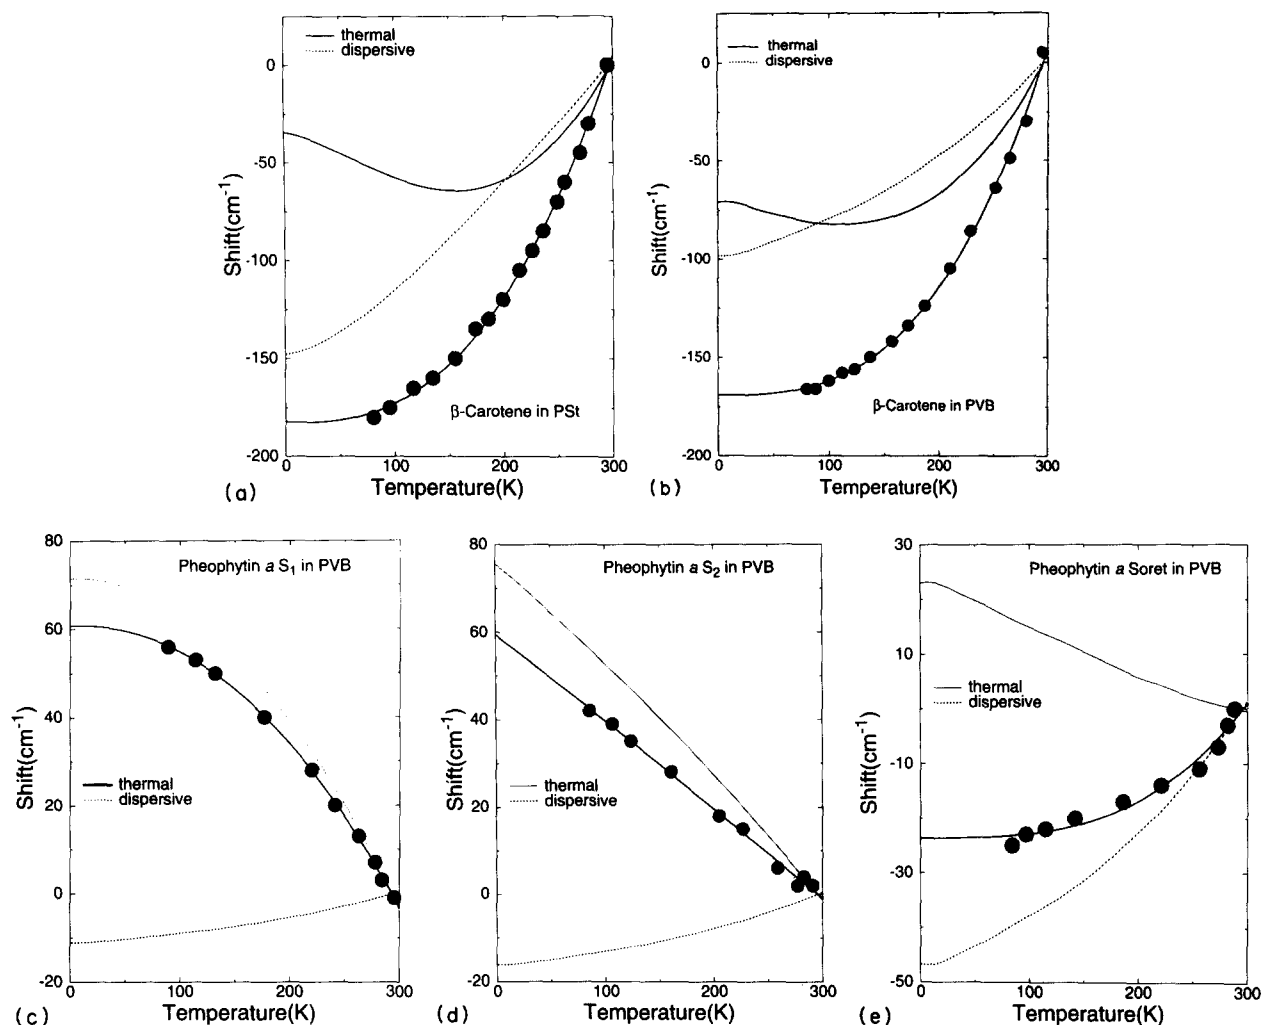 thermal
dispersive
0
-50
-100
-150
-200
Shift(cm⁻¹)
β-Carotene in PSt
0
100
200
300
Temperature(K)
(a)
thermal
dispersive
0
-50
-100
-150
-200
Shift(cm⁻¹)
β-Carotene in PVB
0
100
200
300
Temperature(K)
(b)
80
60
40
20
0
-20
Shift(cm⁻¹)
Pheophytin a S₁ in PVB
thermal
dispersive
0
100
200
300
Temperature(K)
(c)
80
60
40
20
0
-20
Shift(cm⁻¹)
Pheophytin a S₂ in PVB
thermal
dispersive
0
100
200
300
Temperature(K)
(d)
30
10
-10
-30
-50
Shift(cm⁻¹)
Pheophytin a Soret in PVB
thermal
dispersive
0
100
200
300
Temperature(K)
(e)